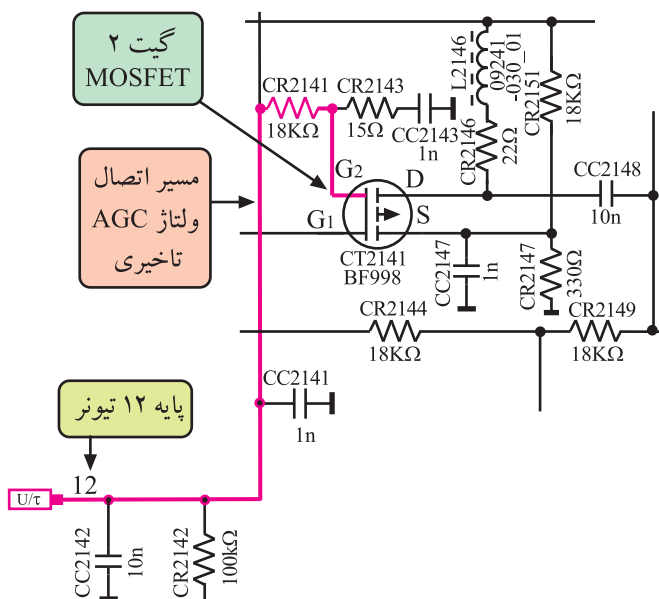 گیت ۲
MOSFET
CR2141
18KΩ
CR2143
15Ω
CC2143
1n
L2146
09241
-030_01
CR2146
22Ω
CR2151
18KΩ
مسیر اتصال
ولتاژ AGC
تاخیری
G2
D
G1
S
CT2141
BF998
CC2148
10n
CC2147
1n
CR2147
330Ω
CR2144
18KΩ
CR2149
18KΩ
CC2141
1n
پایه ۱۲ تیونر
12
U/τ
CC2142
10n
CR2142
100kΩ